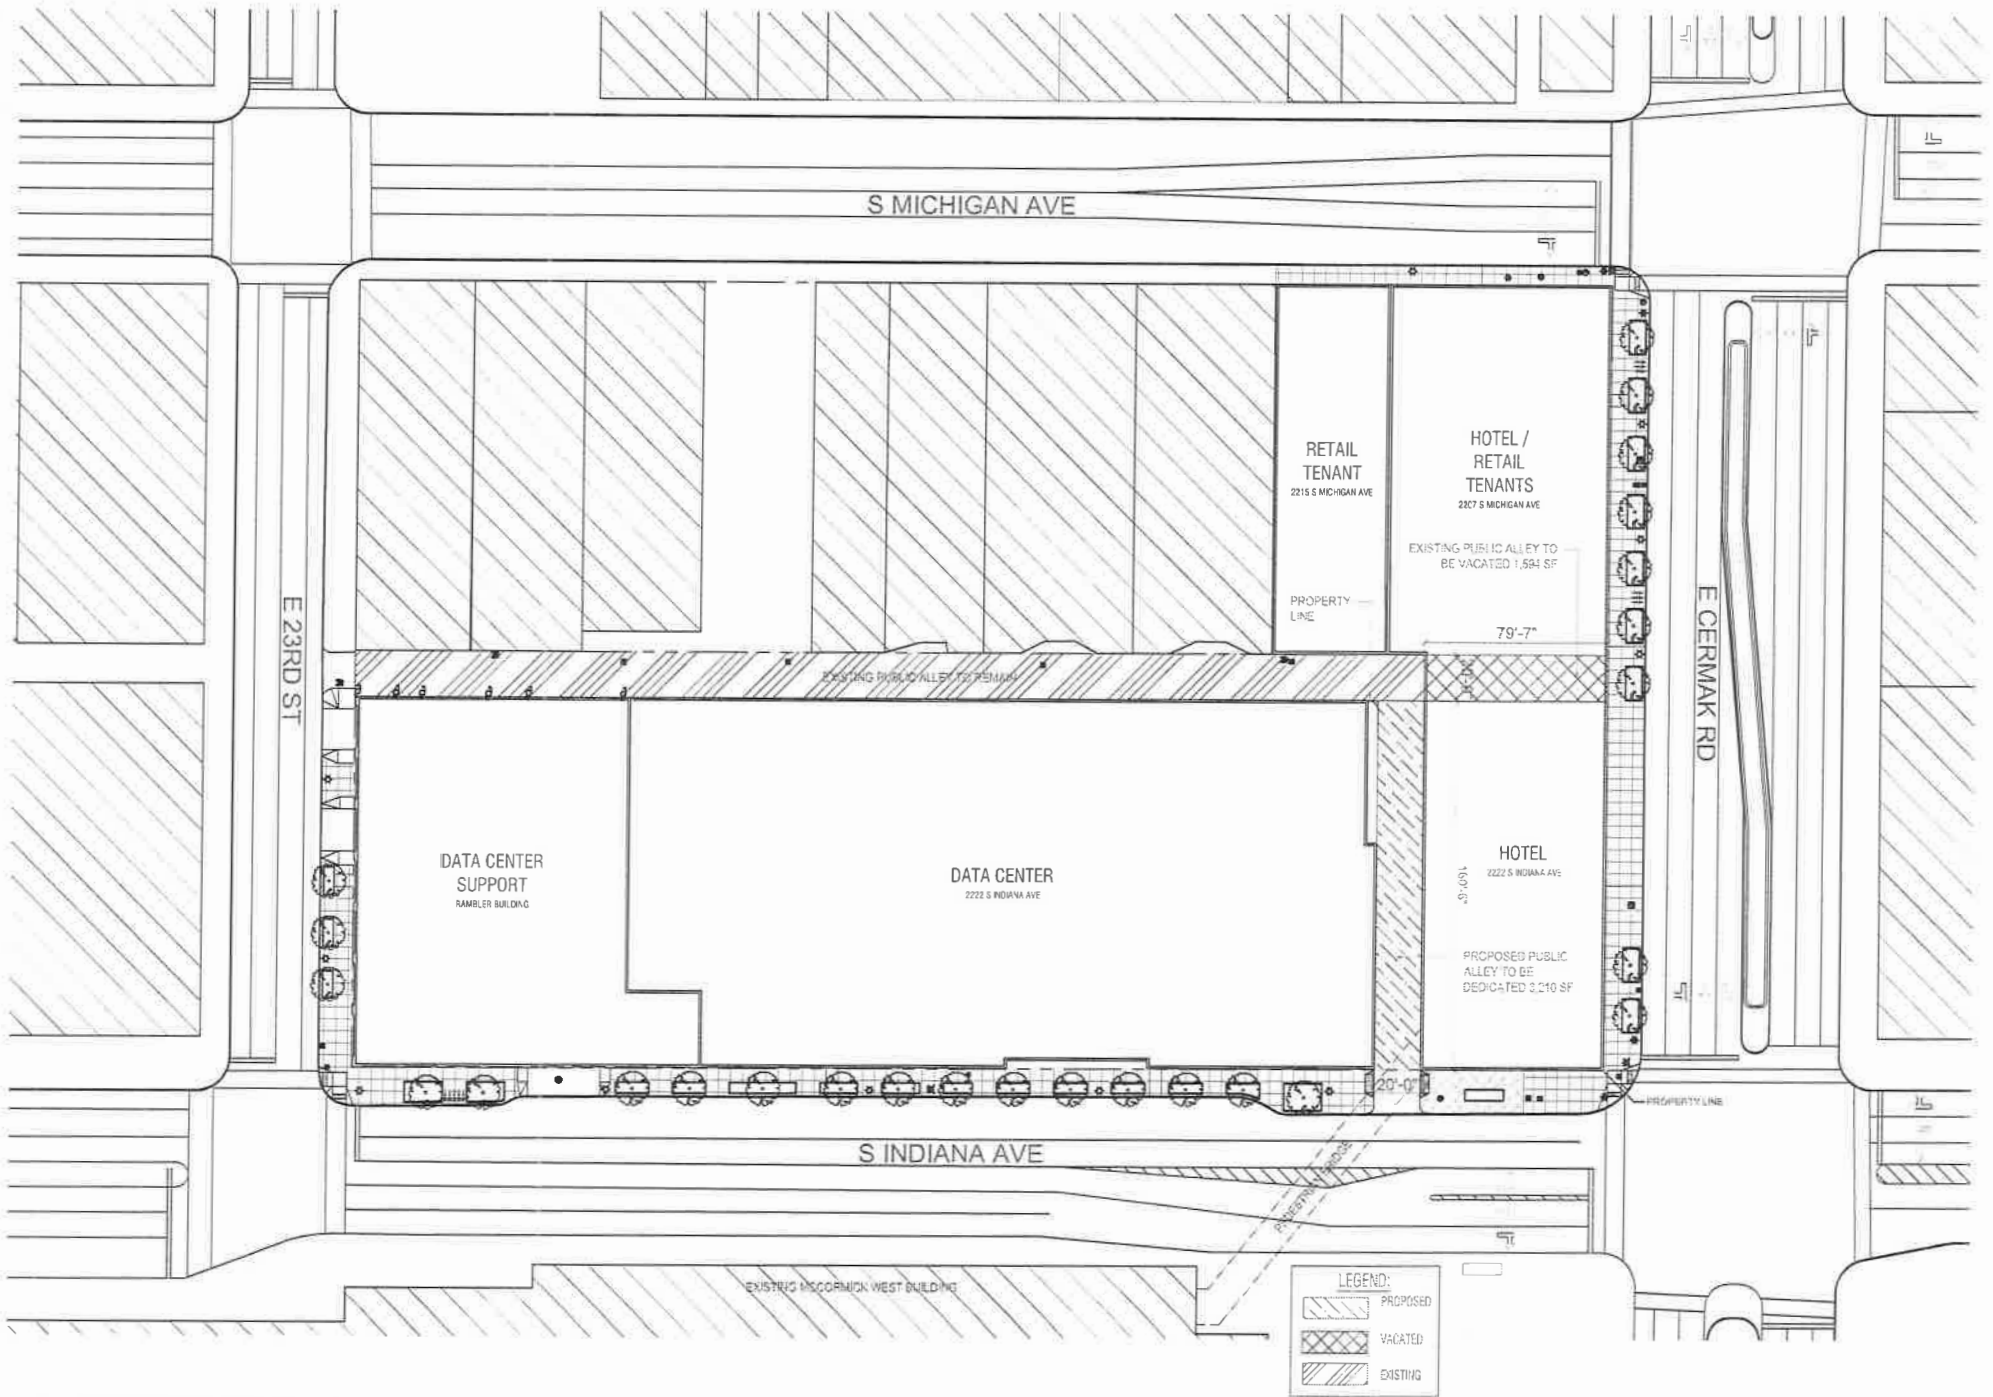 S MICHIGAN AVE
RETAIL
TENANT
2215 S MICHIGAN AVE
HOTEL /
RETAIL
TENANTS
2207 S MICHIGAN AVE
EXISTING PUBLIC ALLEY TO
BE VACATED 1,594 SF
PROPERTY
LINE
79'-7"
E 23RD ST
E CERMAK RD
EXISTING PUBLIC ALLEY TO REMAIN
DATA CENTER
SUPPORT
RAMBLER BUILDING
DATA CENTER
2222 S INDIANA AVE
HOTEL
2222 S INDIANA AVE
160'-6"
PROPOSED PUBLIC
ALLEY TO BE
DEDICATED 3,210 SF
20'-0"
PROPERTY LINE
S INDIANA AVE
PEDESTRIAN BRIDGE
EXISTING MCCORMICK WEST BUILDING
LEGEND:
PROPOSED
VACATED
EXISTING